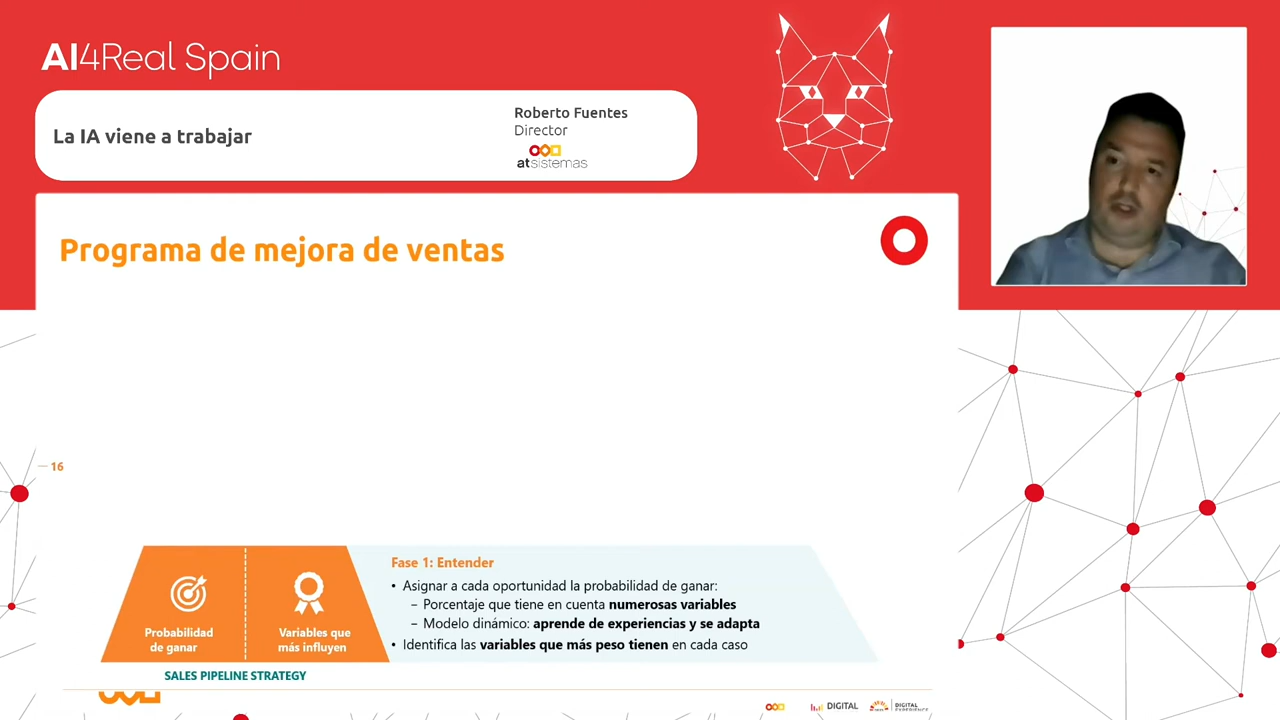 AI4Real Spain
La IA viene a trabajar
Roberto Fuentes
Director
atsistemas
Programa de mejora de ventas
16
Fase 1: Entender
• Asignar a cada oportunidad la probabilidad de ganar:
– Porcentaje que tiene en cuenta numerosas variables
– Modelo dinámico: aprende de experiencias y se adapta
• Identifica las variables que más peso tienen en cada caso
Probabilidad
de ganar
Variables que
más influyen
SALES PIPELINE STRATEGY
DIGITAL
DIGITAL
EXPERIENCE